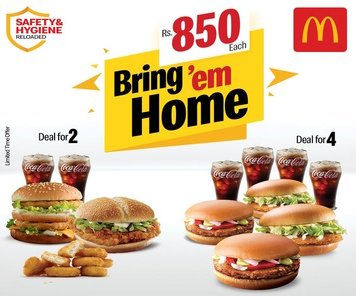 SAFETY&
HYGIENE
RELOADED
Rs. 850
Each
Bring 'em
Home
Limited Time Offer
Deal for 2
Deal for 4
Coca-Cola
Coca-Cola
Coca-Cola
Coca-Cola
Coca-Cola
Coca-Cola